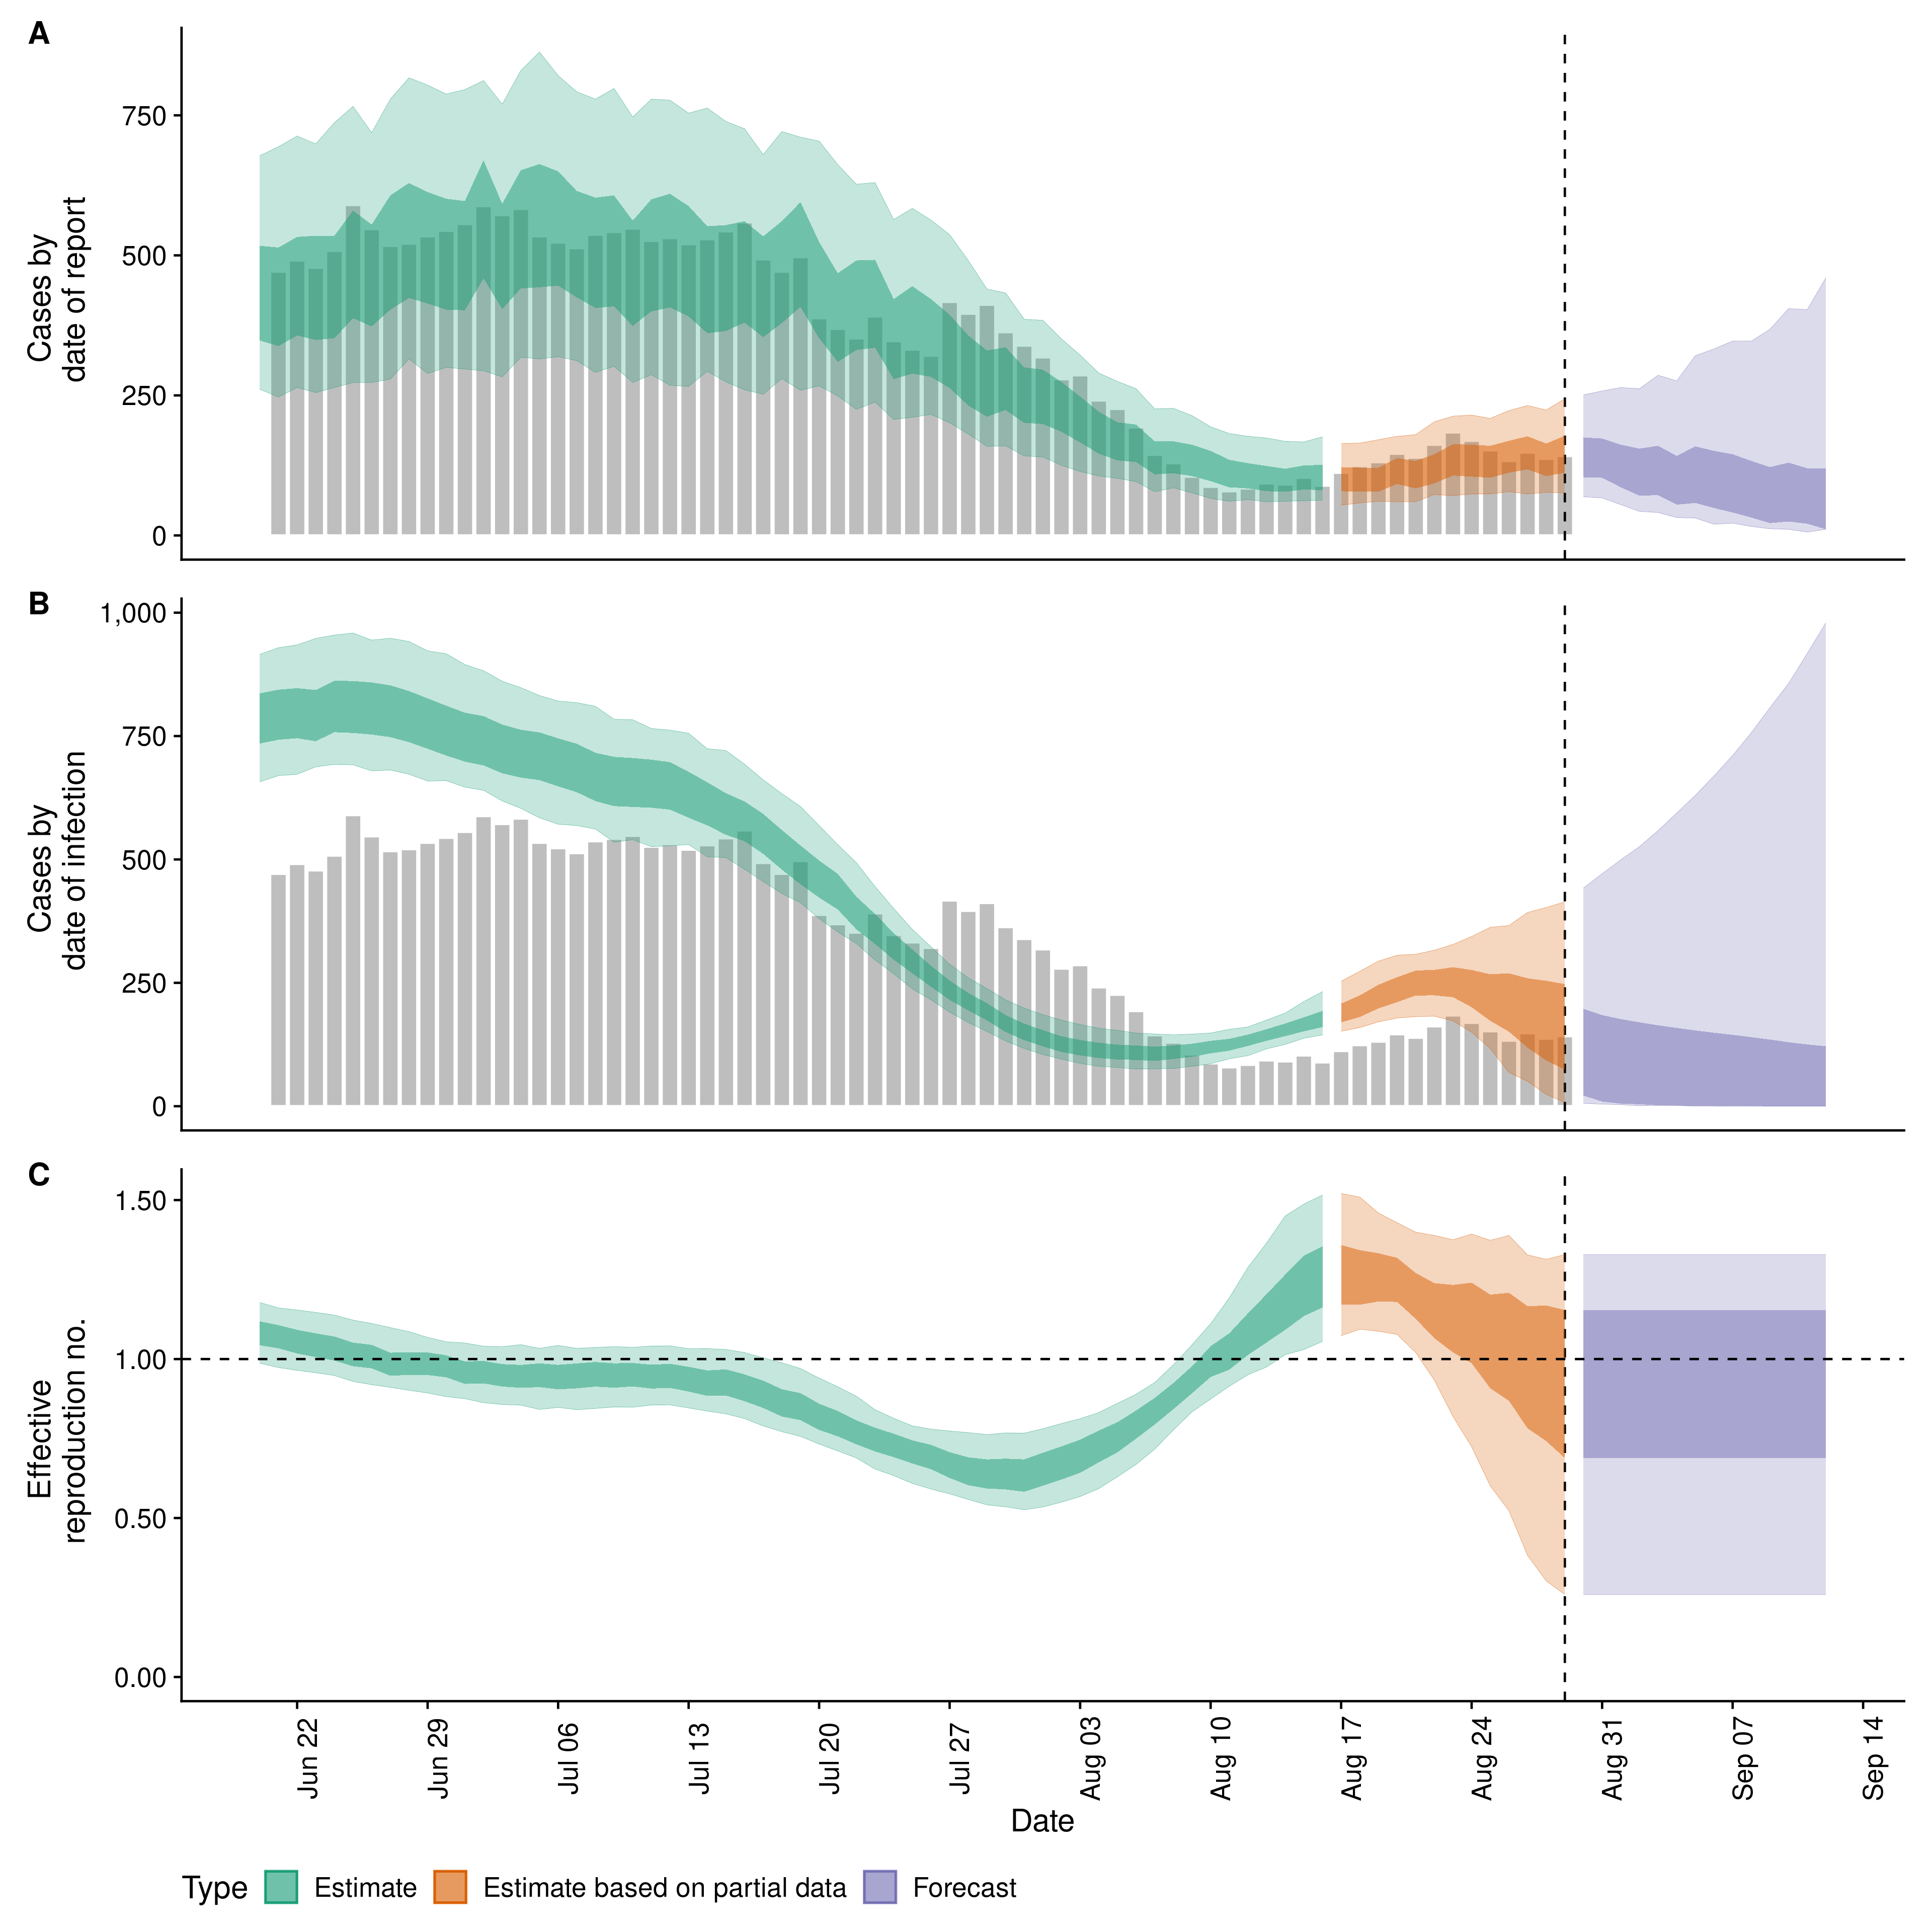 A
Cases by
date of report
750
500
250
0
B
Cases by
date of infection
1,000
750
500
250
0
C
Effective
reproduction no.
1.50
1.00
0.50
0.00
Jun 22
Jun 29
Jul 06
Jul 13
Jul 20
Jul 27
Aug 03
Aug 10
Aug 17
Aug 24
Aug 31
Sep 07
Sep 14
Date
Type Estimate Estimate based on partial data Forecast